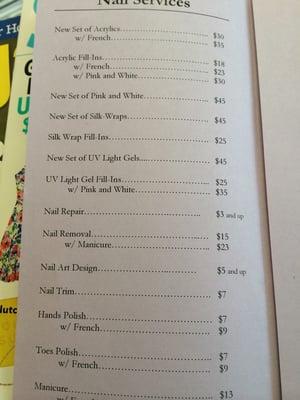 Nail Services
New Set of Acrylics........................ $30
w/ French.............................. $35
Acrylic Fill-Ins............................... $18
w/ French.............................. $23
w/ Pink and White.................... $30
New Set of Pink and White................ $45
New Set of Silk Wraps...................... $45
Silk Wrap Fill-Ins............................ $25
New Set of UV Light Gels.................. $45
UV Light Gel Fill-Ins........................ $25
w/ Pink and White.................... $35
Nail Repair.................................... $3 and up
Nail Removal................................. $15
w/ Manicure........................... $23
Nail Art Design............................... $5 and up
Nail Trim...................................... $7
Hands Polish.................................. $7
w/ French.............................. $9
Toes Polish.................................... $7
w/ French.............................. $9
Manicure....................................... $13